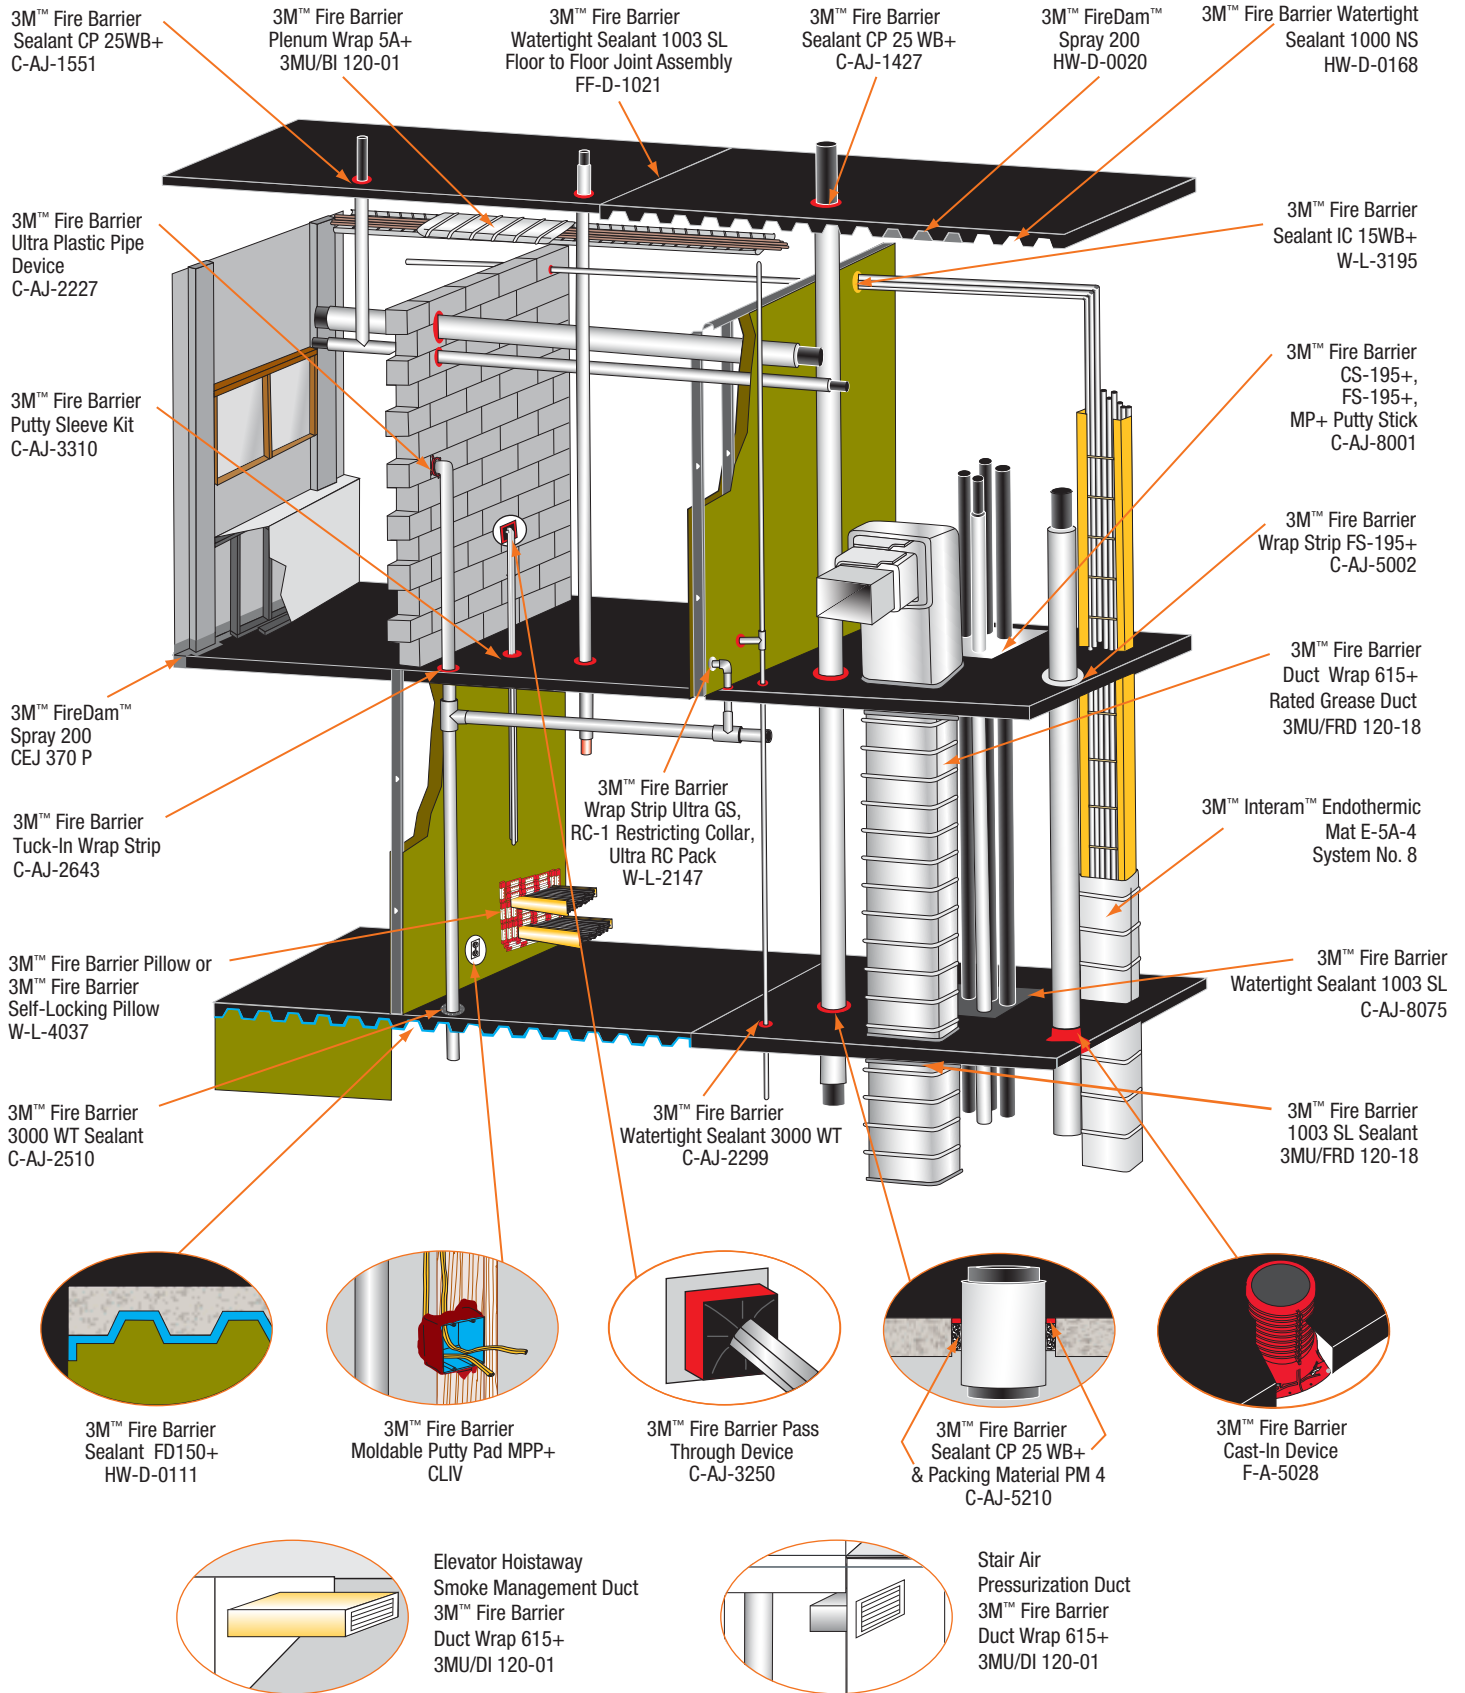 3M™ Fire Barrier
Sealant CP 25WB+
C-AJ-1551
3M™ Fire Barrier
Plenum Wrap 5A+
3MU/BI 120-01
3M™ Fire Barrier
Watertight Sealant 1003 SL
Floor to Floor Joint Assembly
FF-D-1021
3M™ Fire Barrier
Sealant CP 25 WB+
C-AJ-1427
3M™ FireDam™
Spray 200
HW-D-0020
3M™ Fire Barrier Watertight
Sealant 1000 NS
HW-D-0168
3M™ Fire Barrier
Ultra Plastic Pipe
Device
C-AJ-2227
3M™ Fire Barrier
Sealant IC 15WB+
W-L-3195
3M™ Fire Barrier
Putty Sleeve Kit
C-AJ-3310
3M™ Fire Barrier
CS-195+,
FS-195+,
MP+ Putty Stick
C-AJ-8001
3M™ Fire Barrier
Wrap Strip FS-195+
C-AJ-5002
3M™ Fire Barrier
Duct Wrap 615+
Rated Grease Duct
3MU/FRD 120-18
3M™ FireDam™
Spray 200
CEJ 370 P
3M™ Fire Barrier
Wrap Strip Ultra GS,
RC-1 Restricting Collar,
Ultra RC Pack
W-L-2147
3M™ Fire Barrier
Tuck-In Wrap Strip
C-AJ-2643
3M™ Interam™ Endothermic
Mat E-5A-4
System No. 8
3M™ Fire Barrier Pillow or
3M™ Fire Barrier
Self-Locking Pillow
W-L-4037
3M™ Fire Barrier
Watertight Sealant 1003 SL
C-AJ-8075
3M™ Fire Barrier
3000 WT Sealant
C-AJ-2510
3M™ Fire Barrier
Watertight Sealant 3000 WT
C-AJ-2299
3M™ Fire Barrier
1003 SL Sealant
3MU/FRD 120-18
3M™ Fire Barrier
Sealant FD150+
HW-D-0111
3M™ Fire Barrier
Moldable Putty Pad MPP+
CLIV
3M™ Fire Barrier Pass
Through Device
C-AJ-3250
3M™ Fire Barrier
Sealant CP 25 WB+
& Packing Material PM 4
C-AJ-5210
3M™ Fire Barrier
Cast-In Device
F-A-5028
Elevator Hoistaway
Smoke Management Duct
3M™ Fire Barrier
Duct Wrap 615+
3MU/DI 120-01
Stair Air
Pressurization Duct
3M™ Fire Barrier
Duct Wrap 615+
3MU/DI 120-01